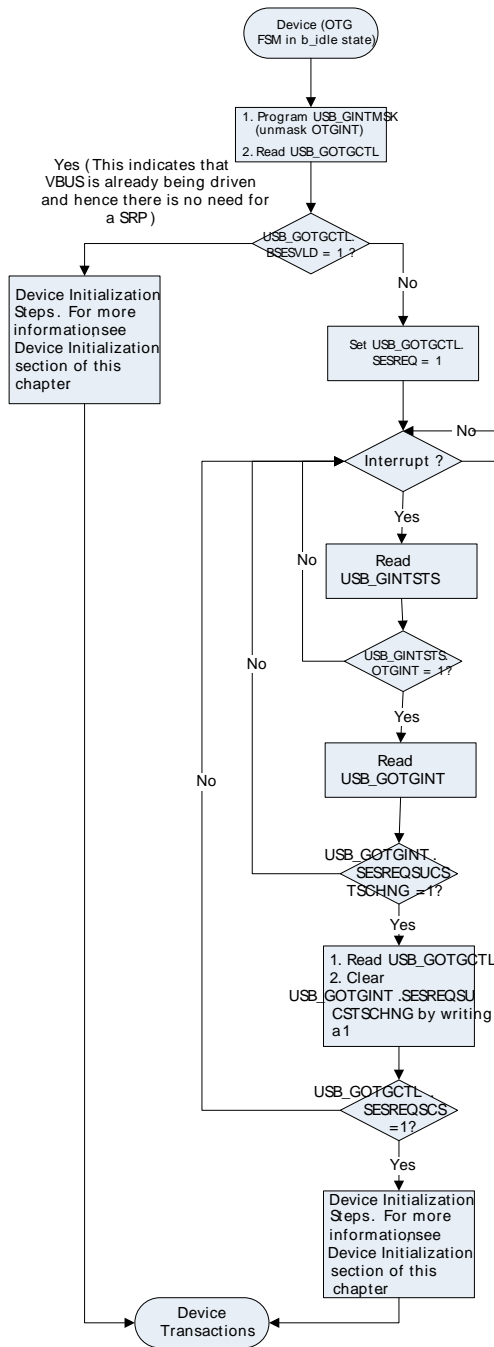 Device (OTG
FSM in b_idle state)
1. Program USB_GINTMSK
(unmask OTGINT)
2. Read USB_GOTGCTL
Yes (This indicates that
VBUS is already being driven
and hence there is no need for
a SRP)
USB_GOTGCTL.
BSESVLD = 1 ?
No
Device Initialization
Steps. For more
information, see
Device Initialization
section of this
chapter
Set USB_GOTGCTL.
SESREQ = 1
No
Interrupt ?
Yes
No
Read
USB_GINTSTS
USB_GINTSTS.
OTGINT = 1?
No
Yes
Read
USB_GOTGINT
No
USB_GOTGINT .
SESREQSUCS
TSCHNG =1?
Yes
1. Read USB_GOTGCTL
2. Clear
USB_GOTGINT .SESREQSU
CSTSCHNG by writing
a 1
USB_GOTGCTL .
SESREQSCS
=1?
Yes
Device Initialization
Steps. For more
information, see
Device Initialization
section of this
chapter
Device
Transactions